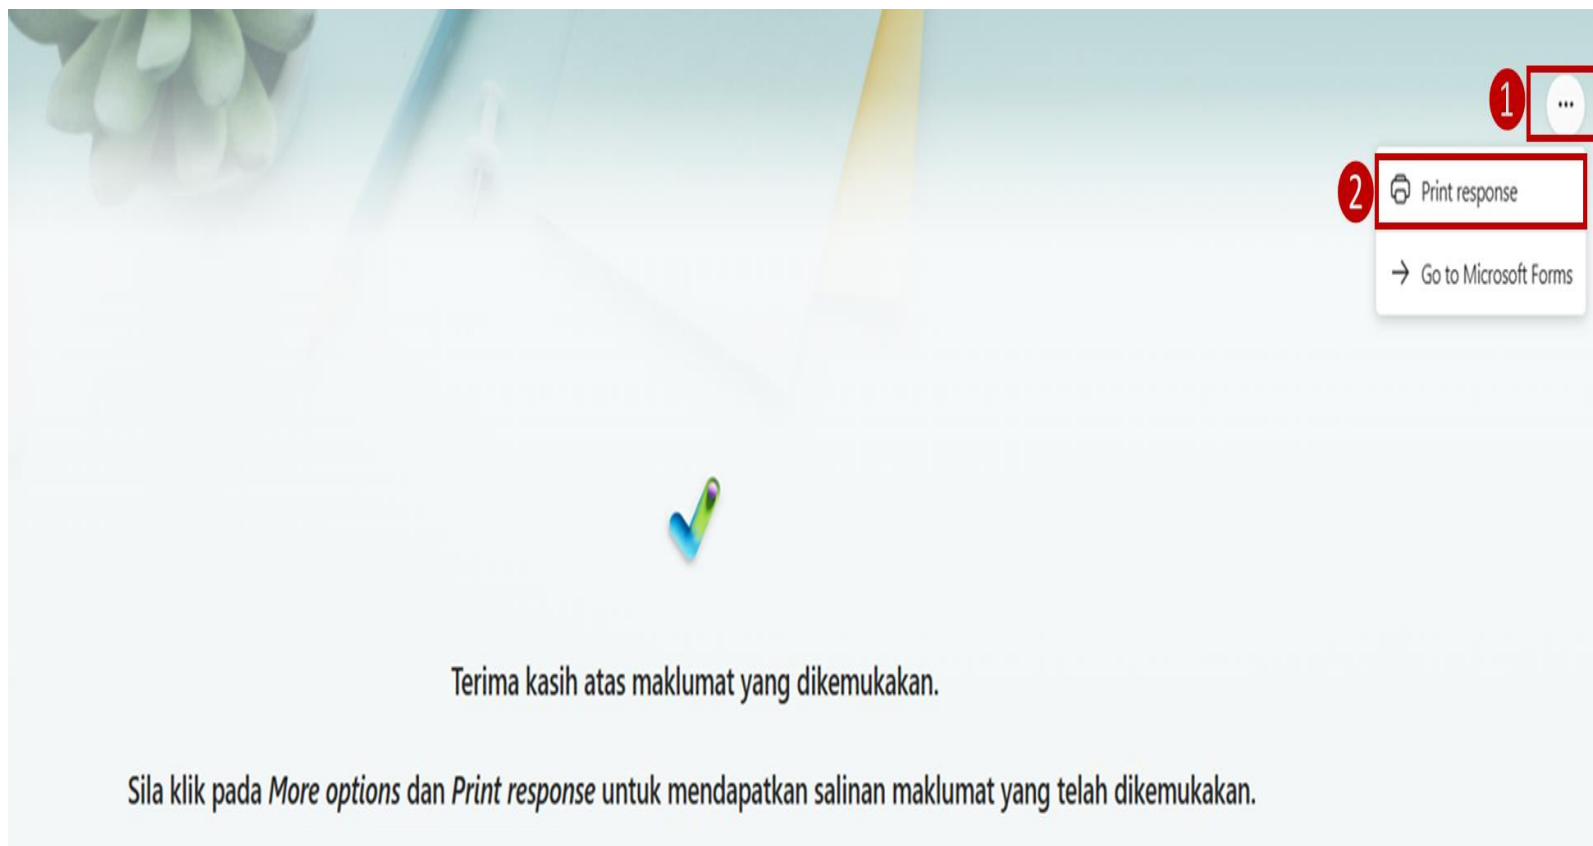 1
...
2
Print response
Go to Microsoft Forms
Terima kasih atas maklumat yang dikemukakan.
Sila klik pada More options dan Print response untuk mendapatkan salinan maklumat yang telah dikemukakan.